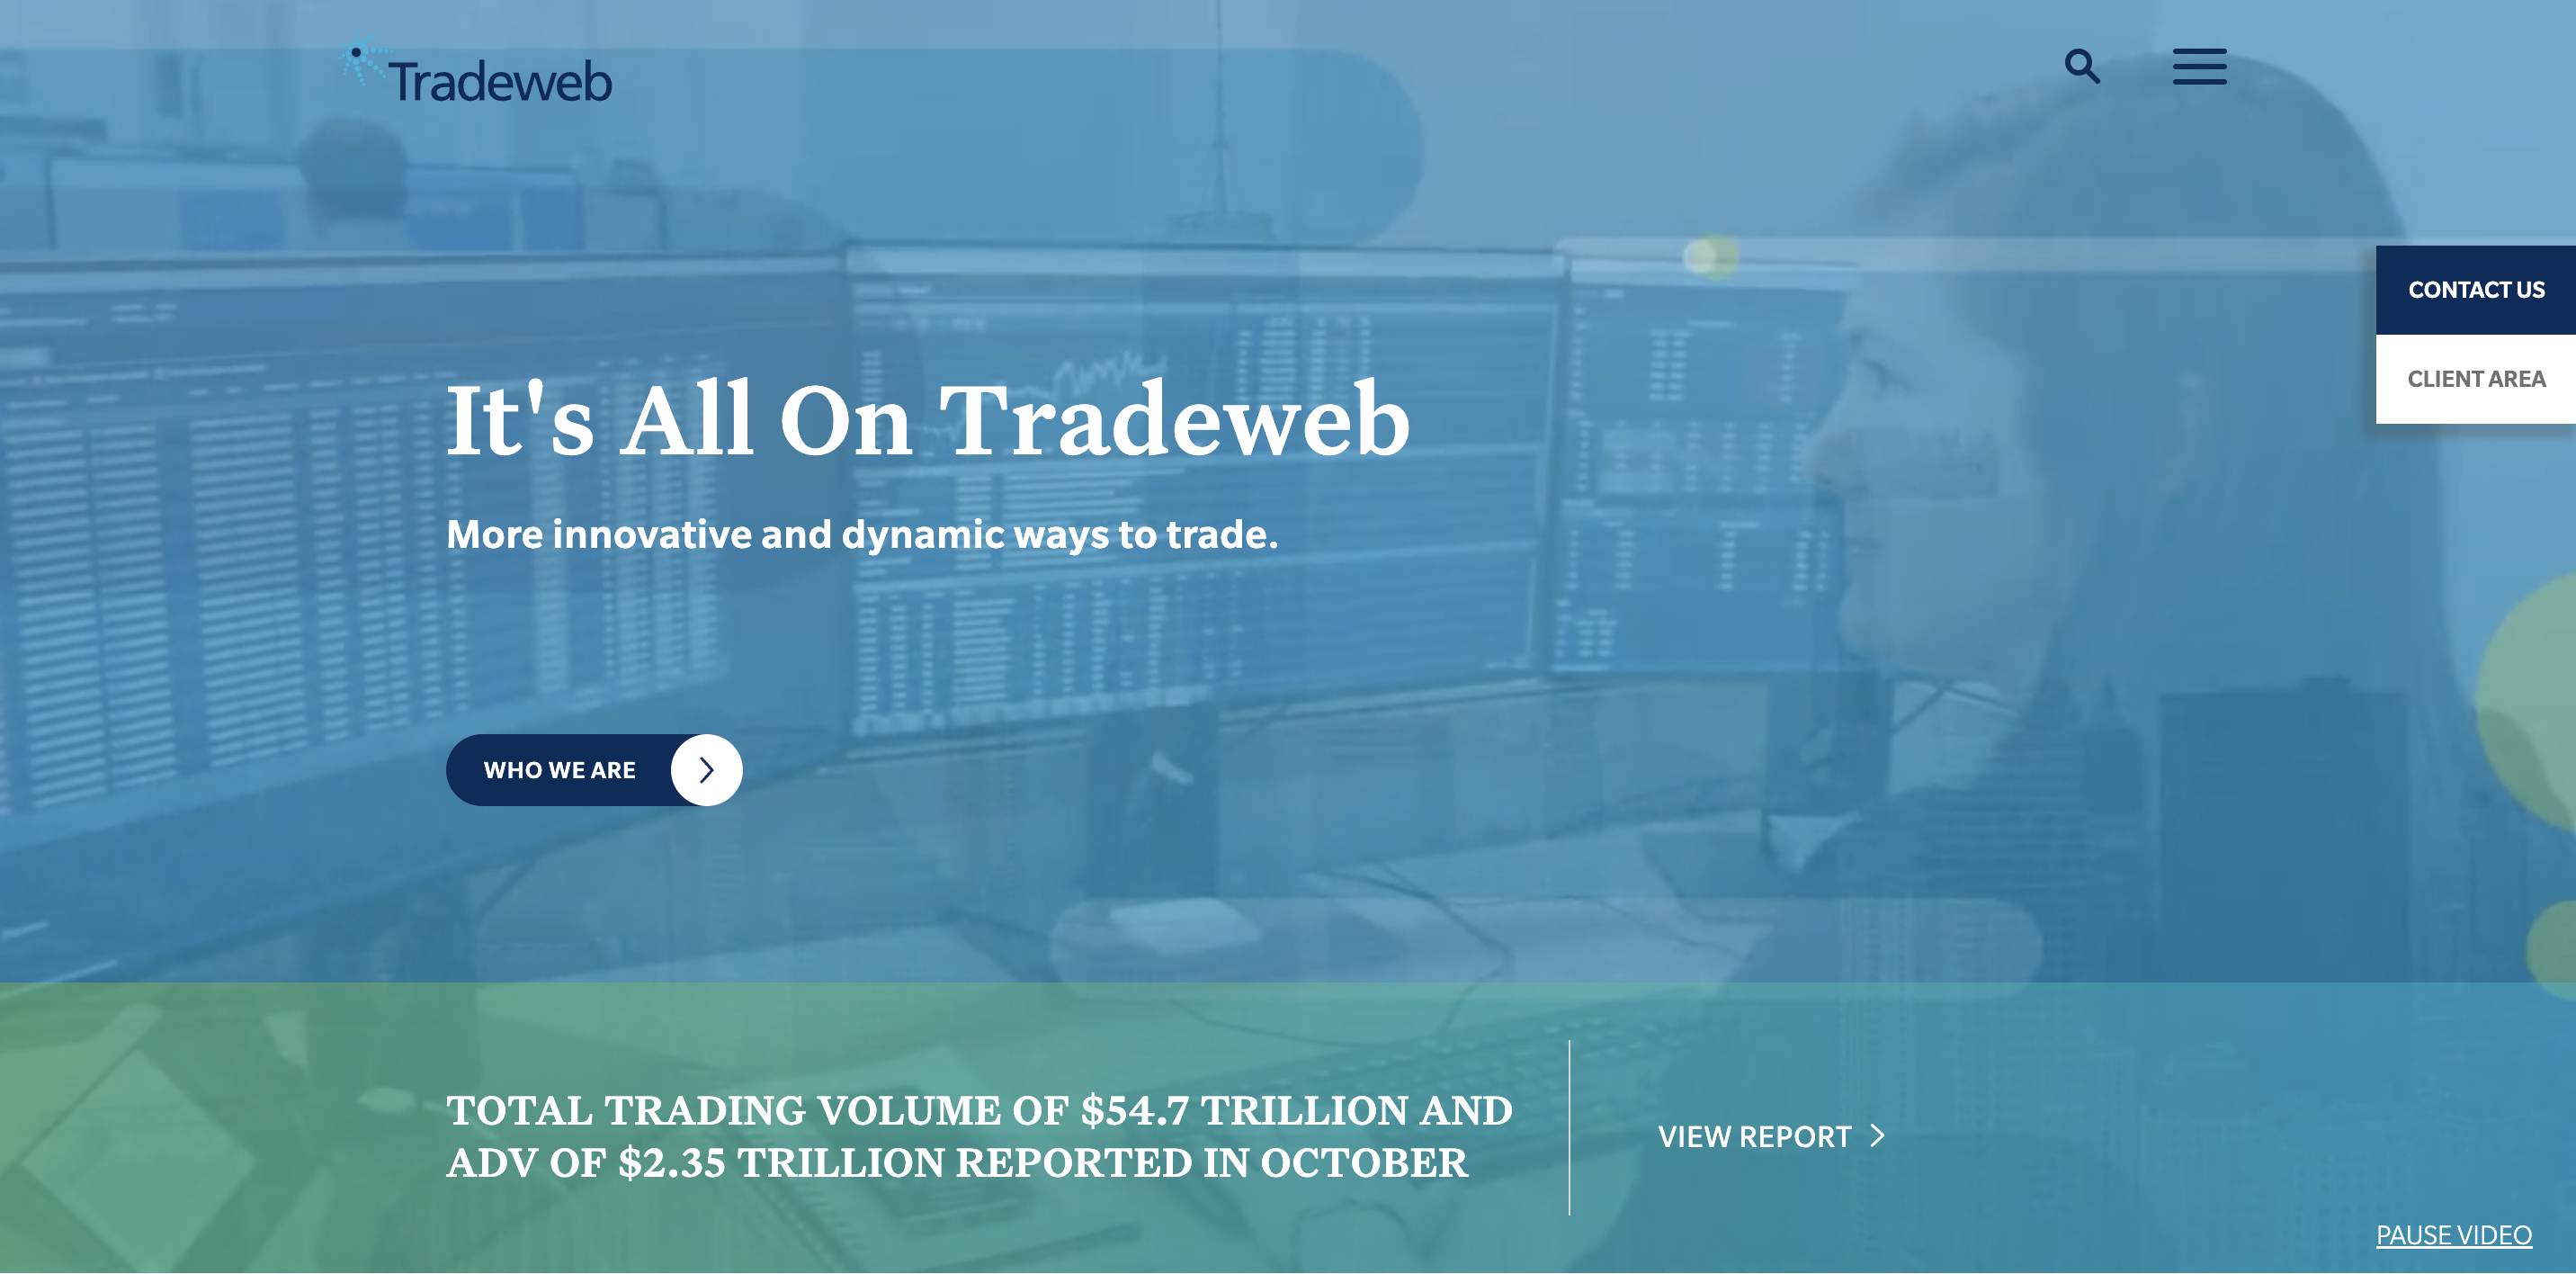 Tradeweb
CONTACT US
CLIENT AREA
It's All On Tradeweb
More innovative and dynamic ways to trade.
WHO WE ARE
TOTAL TRADING VOLUME OF $54.7 TRILLION AND
ADV OF $2.35 TRILLION REPORTED IN OCTOBER
VIEW REPORT
PAUSE VIDEO